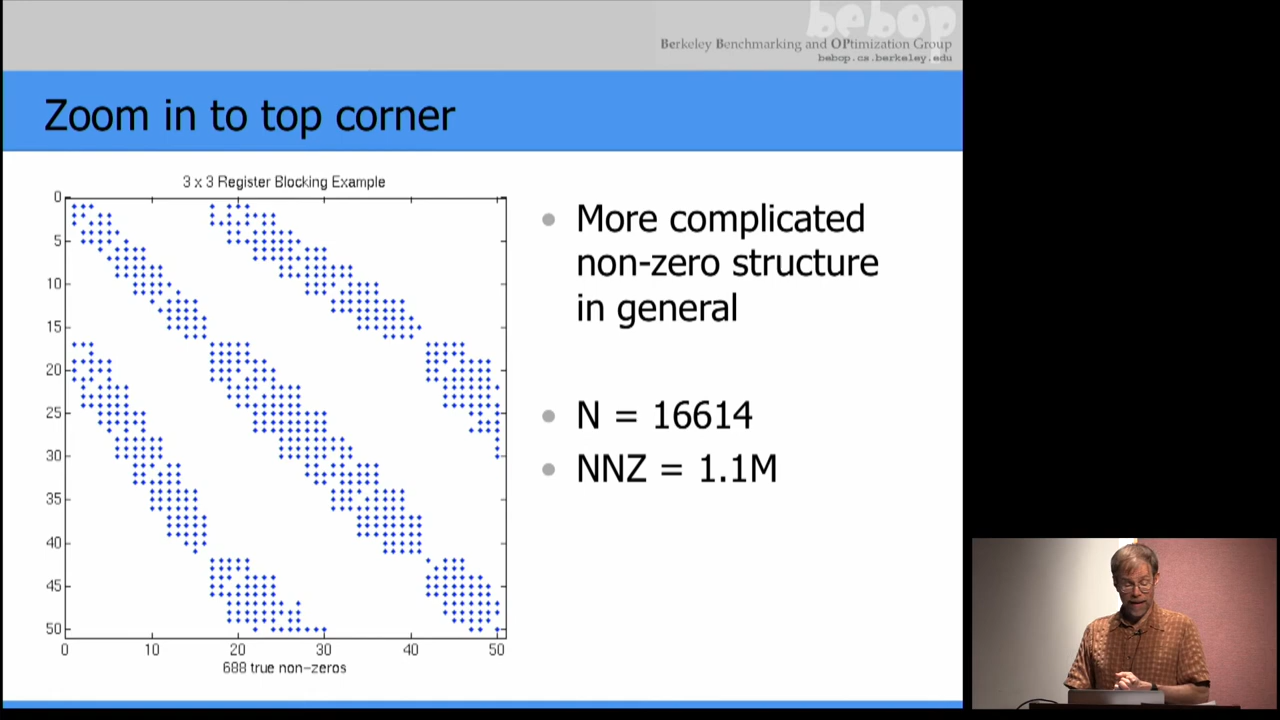 bebop
Berkeley Benchmarking and OPtimization Group
bebop.cs.berkeley.edu
Zoom in to top corner
3 x 3 Register Blocking Example
0
5
10
15
20
25
30
35
40
45
50
0 10 20 30 40 50
688 true non-zeros
More complicated
non-zero structure
in general
N = 16614
NNZ = 1.1M